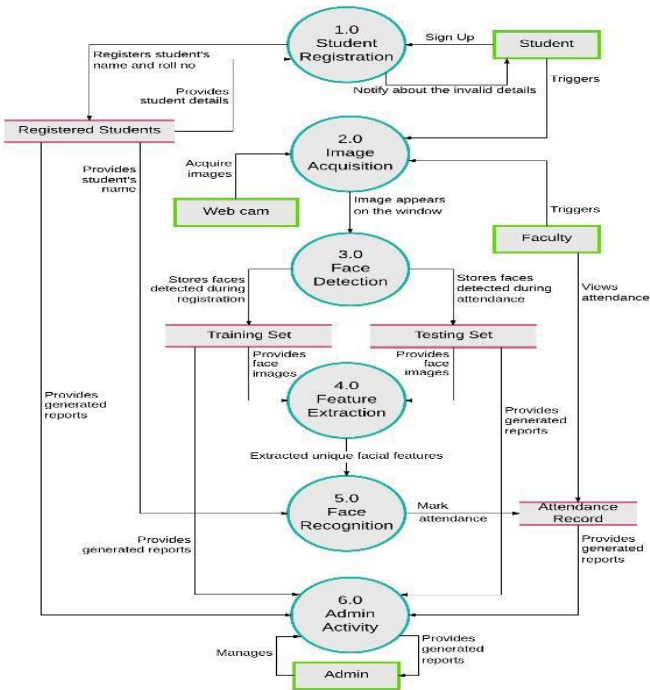 1.0
Student
Registration
Sign Up
Student
Registers student's
name and roll no
Provides
student details
Notify about the invalid details
Triggers
Registered Students
2.0
Image
Acquisition
Provides
student's
name
Acquire
images
Web cam
Image appears
on the window
Triggers
Faculty
3.0
Face
Detection
Stores faces
detected during
registration
Stores faces
detected during
attendance
Views
attendance
Training Set
Testing Set
Provides
face
images
Provides
face
images
4.0
Feature
Extraction
Provides
generated
reports
Provides
generated
reports
Extracted unique facial features
5.0
Face
Recognition
Mark
attendance
Attendance
Record
Provides
generated reports
Provides
generated
reports
6.0
Admin
Activity
Manages
Provides
generated
reports
Admin